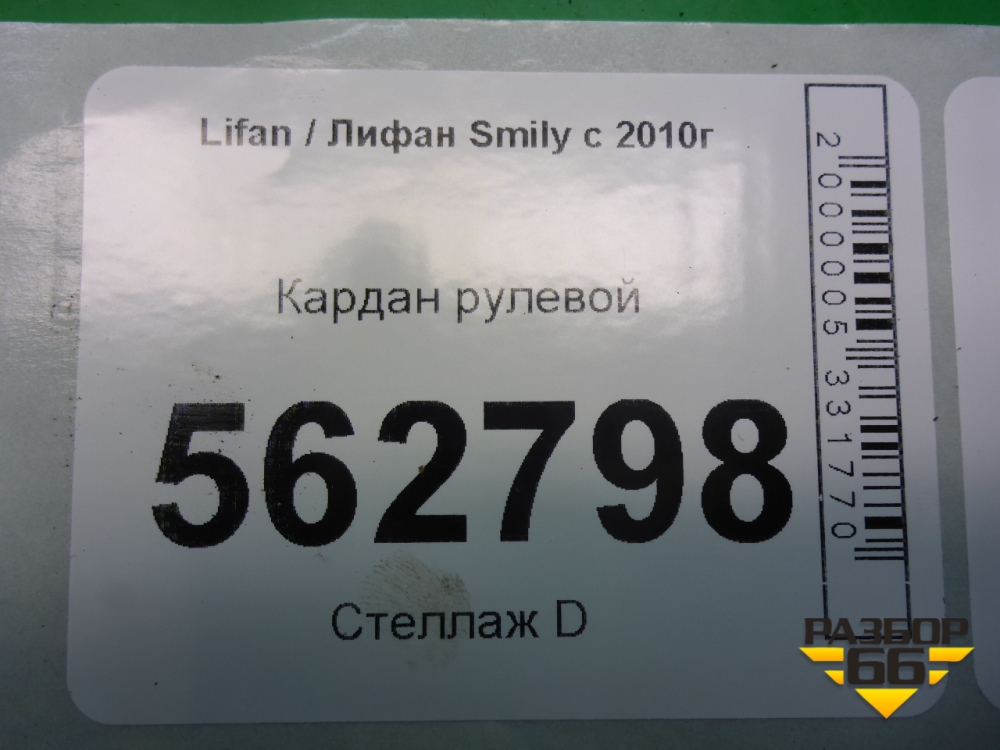 Lifan / Лифан Smily с 2010г
Кардан рулевой
562798
Стеллаж D
2000005331770
РАЗБОР
66